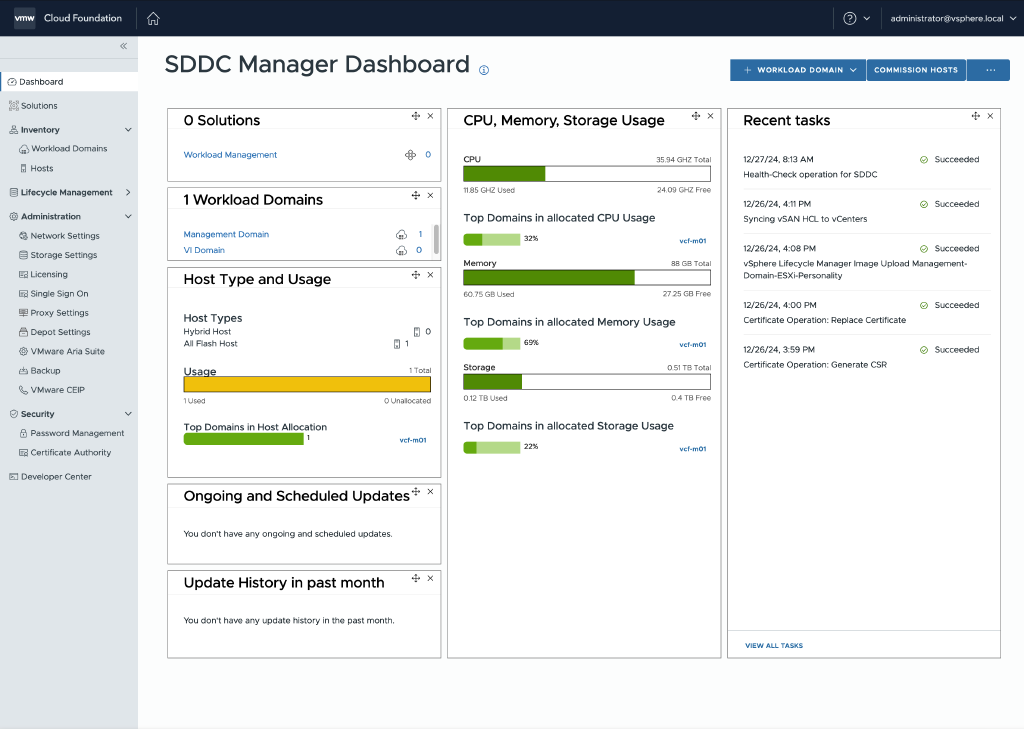 vmw Cloud Foundation
administrator@vsphere.local
Dashboard
Solutions
Inventory
Workload Domains
Hosts
Lifecycle Management
Administration
Network Settings
Storage Settings
Licensing
Single Sign On
Proxy Settings
Depot Settings
VMware Aria Suite
Backup
VMware CEIP
Security
Password Management
Certificate Authority
Developer Center
SDDC Manager Dashboard
+ WORKLOAD DOMAIN
COMMISSION HOSTS
...
0 Solutions
Workload Management 0
1 Workload Domains
Management Domain 1
VI Domain 0
Host Type and Usage
Host Types
Hybrid Host 0
All Flash Host 1
Usage 1 Total
1 Used 0 Unallocated
Top Domains in Host Allocation
1 vcf-m01
Ongoing and Scheduled Updates
You don't have any ongoing and scheduled updates.
Update History in past month
You don't have any update history in the past month.
CPU, Memory, Storage Usage
CPU 35.94 GHZ Total
11.85 GHZ Used 24.09 GHZ Free
Top Domains in allocated CPU Usage
32% vcf-m01
Memory 88 GB Total
60.75 GB Used 27.25 GB Free
Top Domains in allocated Memory Usage
69% vcf-m01
Storage 0.51 TB Total
0.12 TB Used 0.4 TB Free
Top Domains in allocated Storage Usage
22% vcf-m01
Recent tasks
12/27/24, 8:13 AM Succeeded
Health-Check operation for SDDC
12/26/24, 4:11 PM Succeeded
Syncing vSAN HCL to vCenters
12/26/24, 4:08 PM Succeeded
vSphere Lifecycle Manager Image Upload Management-
Domain-ESXi-Personality
12/26/24, 4:00 PM Succeeded
Certificate Operation: Replace Certificate
12/26/24, 3:59 PM Succeeded
Certificate Operation: Generate CSR
VIEW ALL TASKS